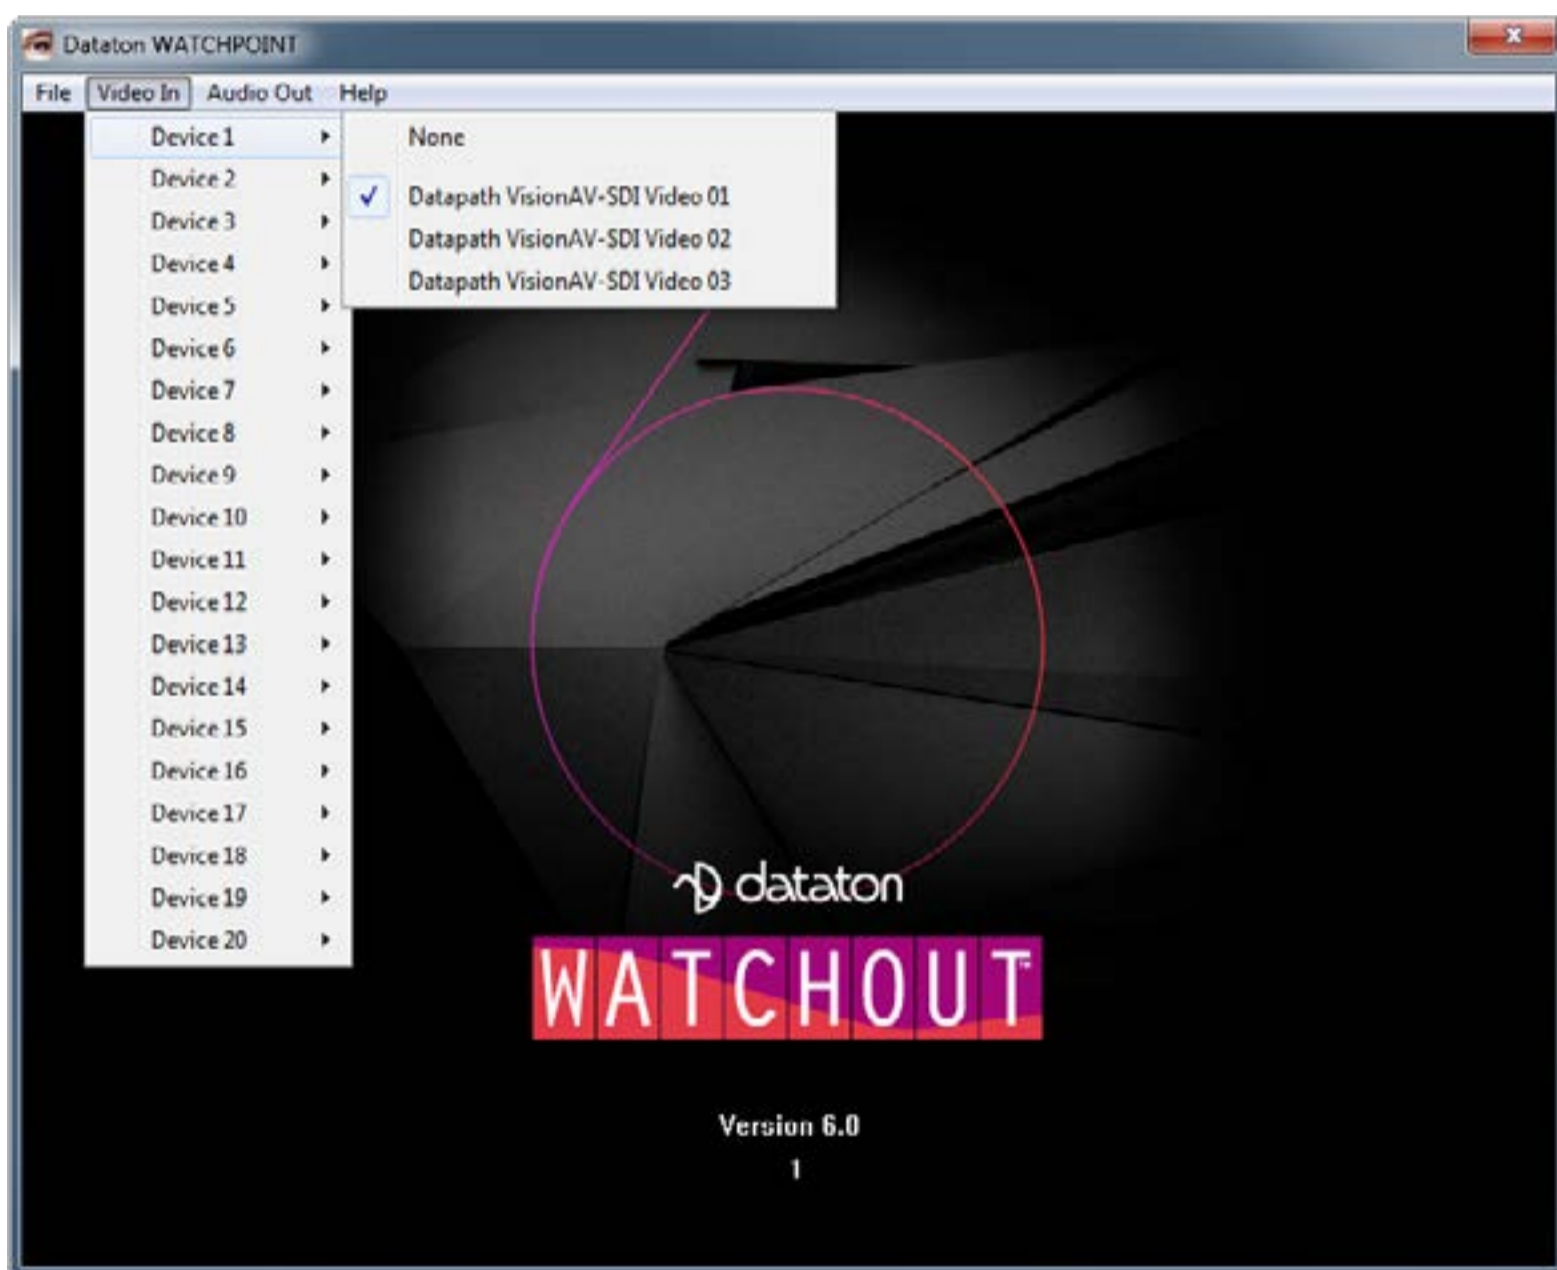 Dataton WATCHPOINT
x
File Video In Audio Out Help
Device 1
Device 2
Device 3
Device 4
Device 5
Device 6
Device 7
Device 8
Device 9
Device 10
Device 11
Device 12
Device 13
Device 14
Device 15
Device 16
Device 17
Device 18
Device 19
Device 20
None
Datapath VisionAV-SDI Video 01
Datapath VisionAV-SDI Video 02
Datapath VisionAV-SDI Video 03
dataton
WATCHOUT™
Version 6.0
1